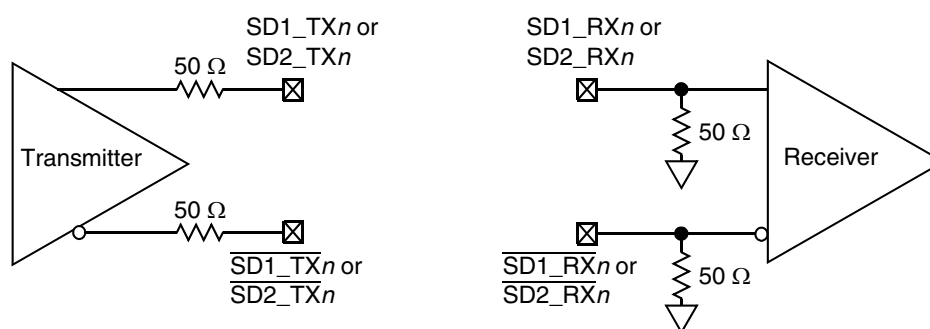 SD1_TXn or
SD2_TXn
50 Ω
Transmitter
50 Ω
SD1_TXn or
SD2_TXn
SD1_RXn or
SD2_RXn
50 Ω
Receiver
SD1_RXn or
SD2_RXn
50 Ω